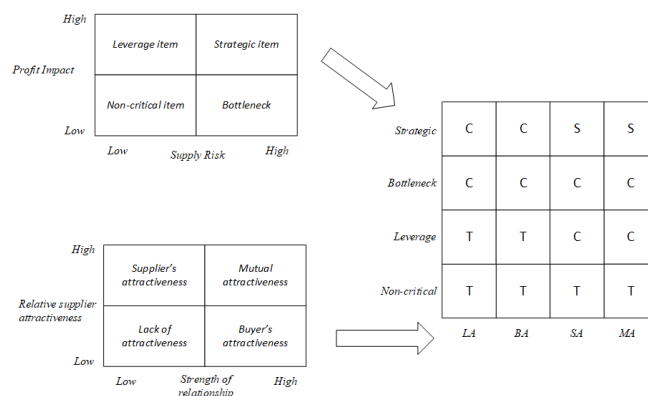 High
Leverage item Strategic item
Profit Impact
Non-critical item Bottleneck
Low
Low Supply Risk High
High
Supplier's
attractiveness
Mutual
attractiveness
Relative supplier
attractiveness
Lack of
attractiveness
Buyer's
attractiveness
Low
Low Strength of
relationship
High
Strategic C C S S
Bottleneck C C C C
Leverage T T C C
Non-critical T T T T
LA BA SA MA